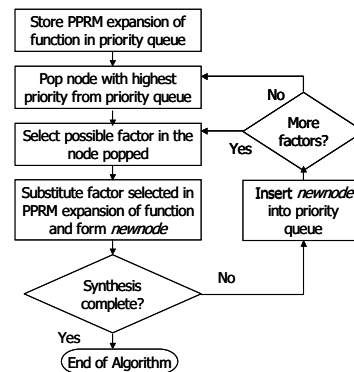 Store PPRM expansion of
function in priority queue
Pop node with highest
priority from priority queue
No
More
factors?
Yes
Select possible factor in the
node popped
Substitute factor selected in
PPRM expansion of function
and form newnode
Insert newnode
into priority
queue
No
Synthesis
complete?
Yes
End of Algorithm